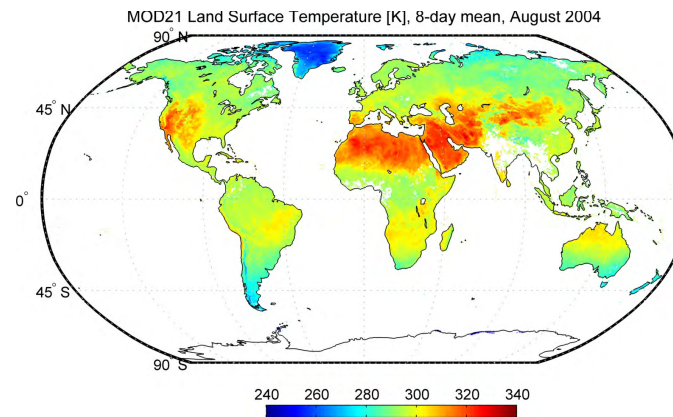 MOD21 Land Surface Temperature [K], 8-day mean, August 2004
90° N
45° N
0°
45° S
90° S
240 260 280 300 320 340